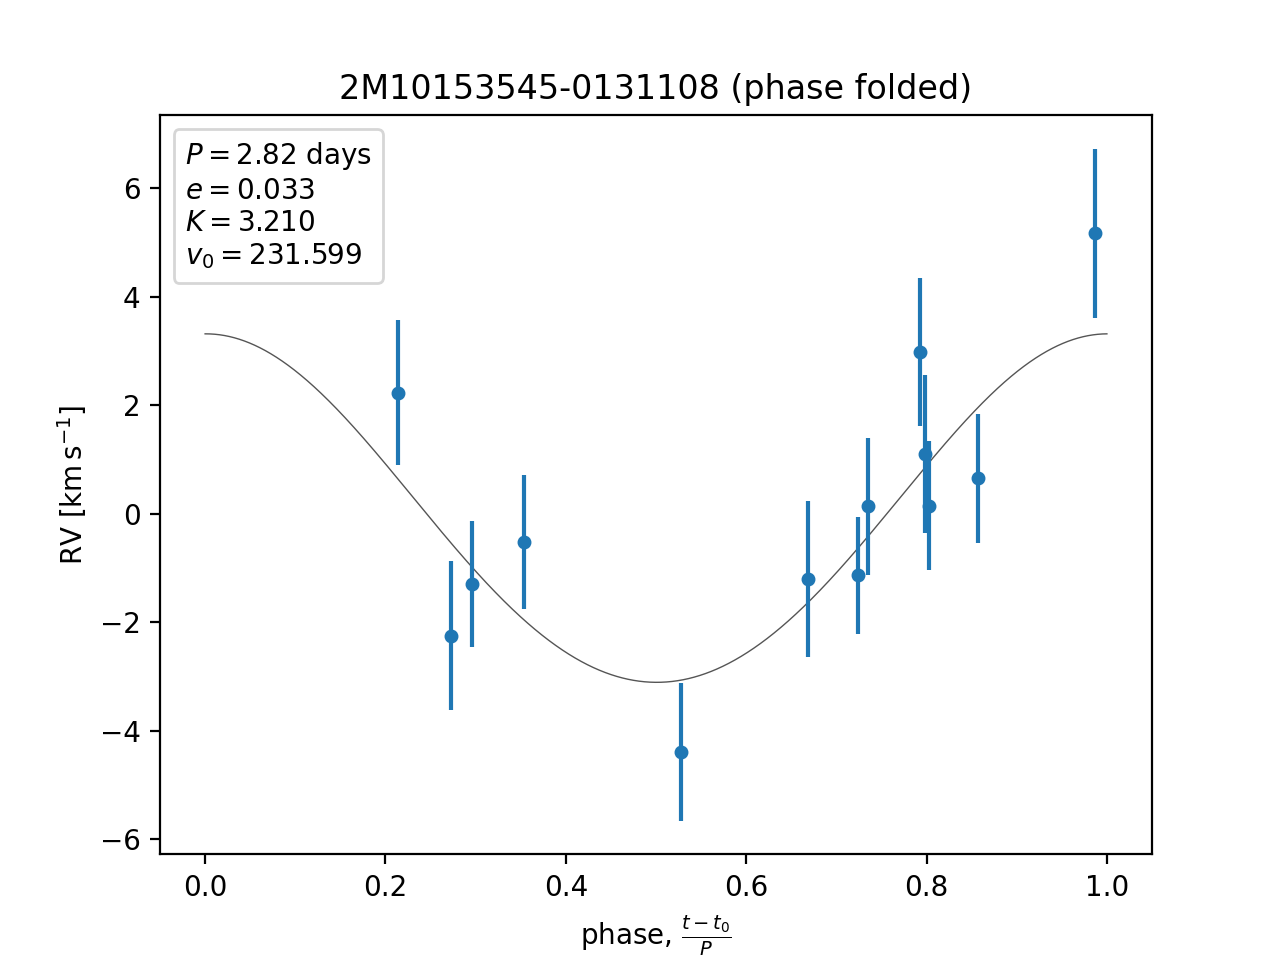 2M10153545-0131108 (phase folded)
P = 2.82 days
e = 0.033
K = 3.210
v₀ = 231.599
6
4
2
0
−2
−4
−6
RV [km s⁻¹]
0.0 0.2 0.4 0.6 0.8 1.0
phase, (t − t₀)/P